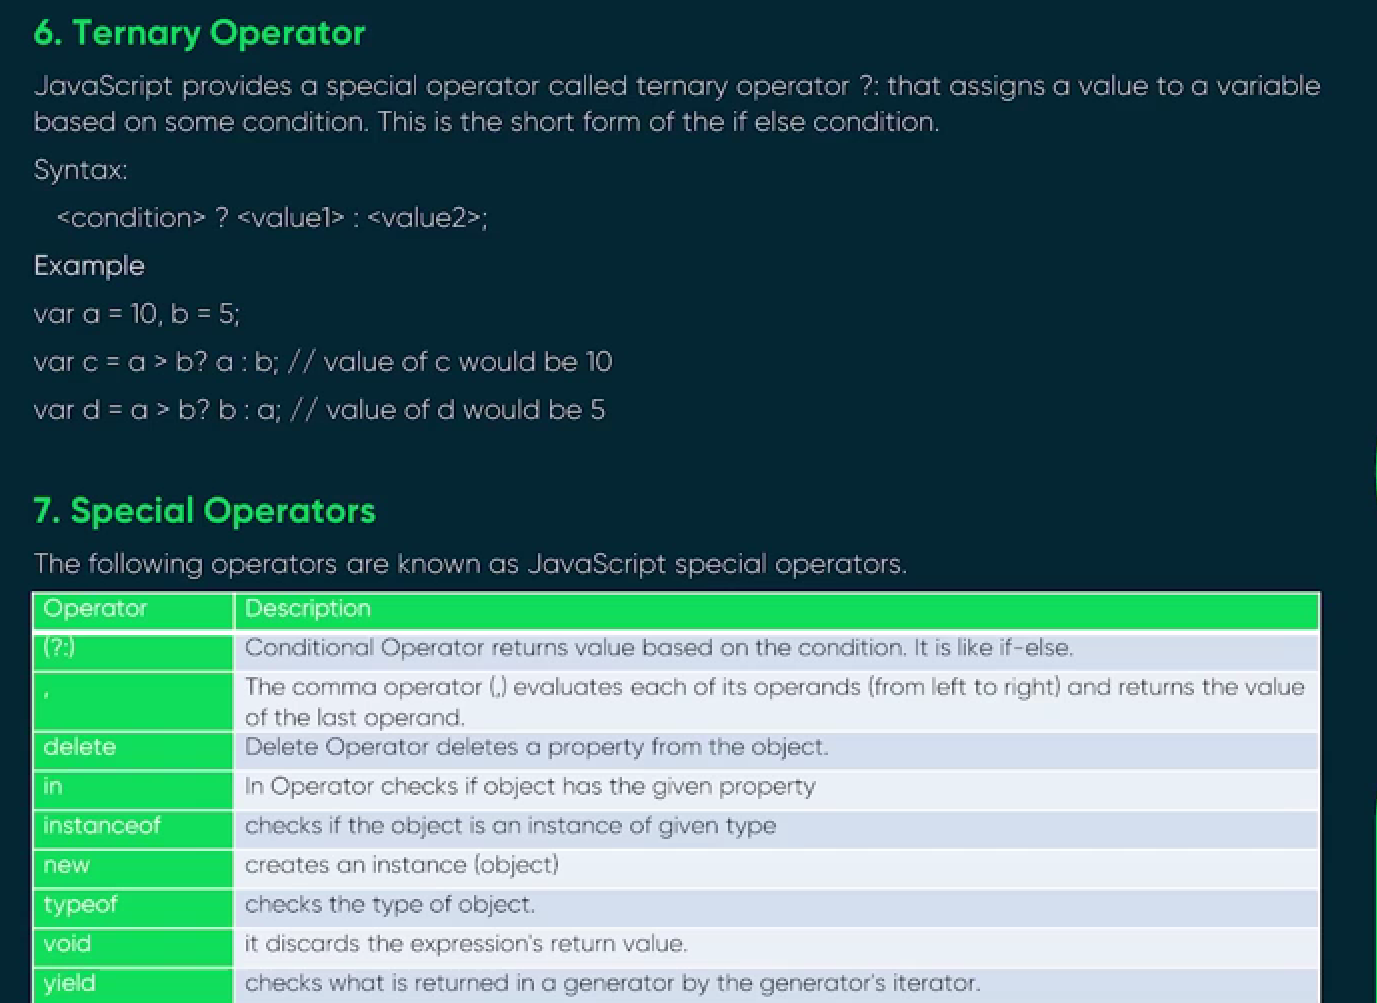 6. Ternary Operator
JavaScript provides a special operator called ternary operator ?: that assigns a value to a variable
based on some condition. This is the short form of the if else condition.
Syntax:
<condition> ? <value1> : <value2>;
Example
var a = 10, b = 5;
var c = a > b? a : b; // value of c would be 10
var d = a > b? b : a; // value of d would be 5
7. Special Operators
The following operators are known as JavaScript special operators.
Operator Description
(?:) Conditional Operator returns value based on the condition. It is like if-else.
, The comma operator (,) evaluates each of its operands (from left to right) and returns the value
of the last operand.
delete Delete Operator deletes a property from the object.
in In Operator checks if object has the given property
instanceof checks if the object is an instance of given type
new creates an instance (object)
typeof checks the type of object.
void it discards the expression's return value.
yield checks what is returned in a generator by the generator's iterator.